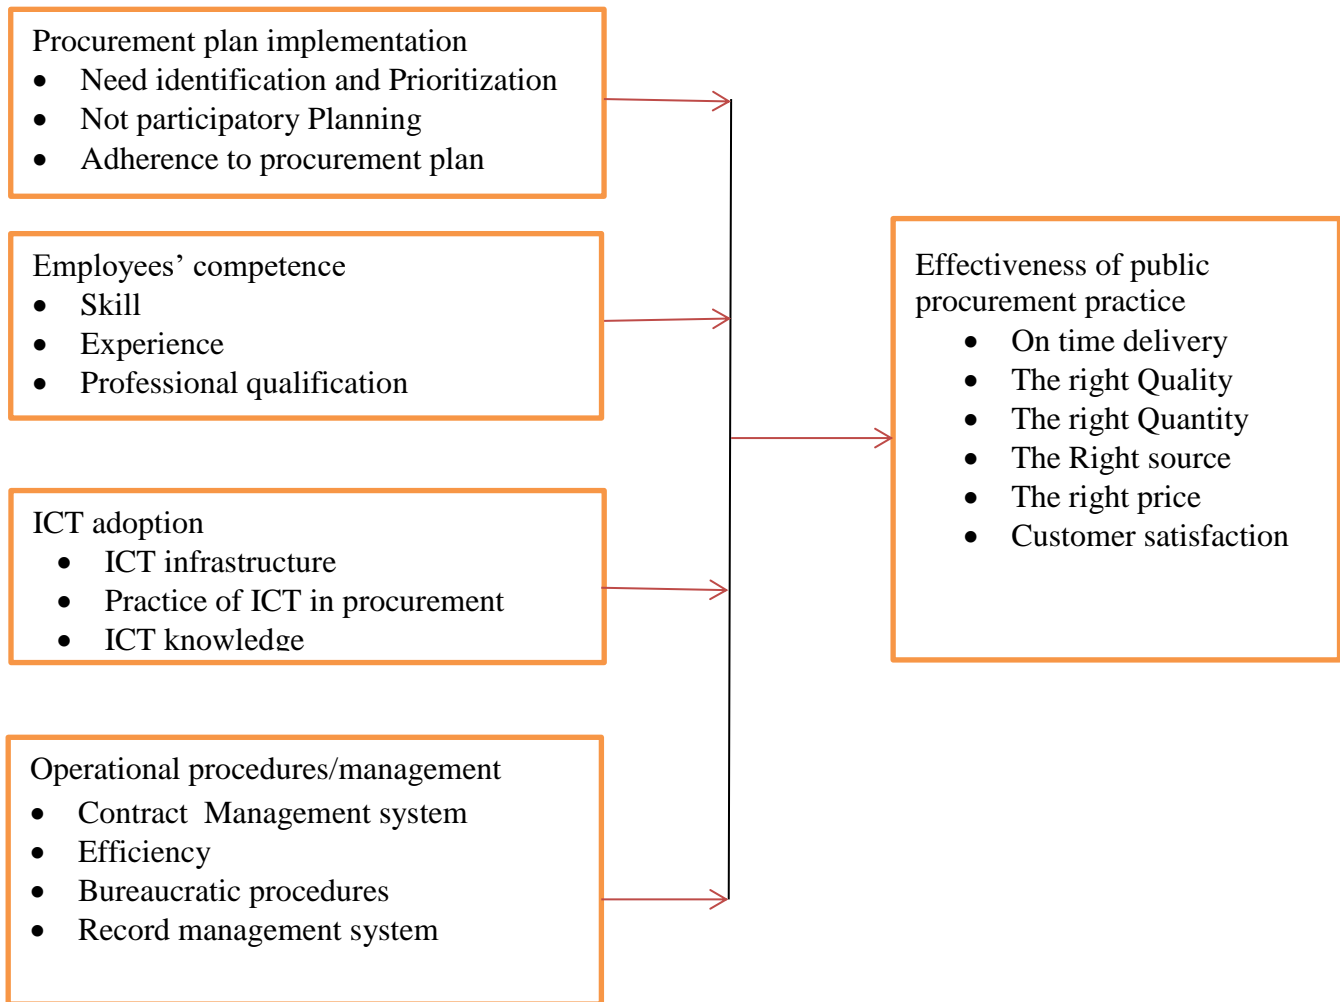 Procurement plan implementation
• Need identification and Prioritization
• Not participatory Planning
• Adherence to procurement plan
Employees’ competence
• Skill
• Experience
• Professional qualification
ICT adoption
• ICT infrastructure
• Practice of ICT in procurement
• ICT knowledge
Operational procedures/management
• Contract  Management system
• Efficiency
• Bureaucratic procedures
• Record management system
Effectiveness of public
procurement practice
• On time delivery
• The right Quality
• The right Quantity
• The Right source
• The right price
• Customer satisfaction